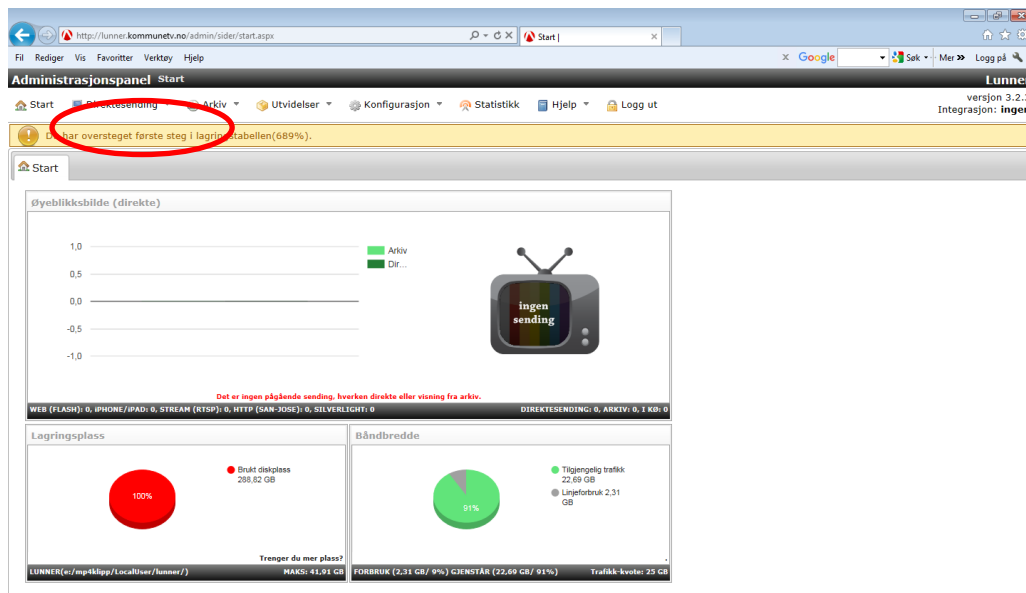 http://lunner.kommunetv.no/admin/sider/start.aspx
Start |
Fil Rediger Vis Favoritter Verktøy Hjelp
x Google Søk Mer >> Logg på
Administrasjonspanel Start
Lunner
Start Direktesending Arkiv Utvidelser Konfigurasjon Statistikk Hjelp Logg ut
versjon 3.2.
Integrasjon: ingen
Du har oversteget første steg i lagringstabellen(689%).
Start
Øyeblikksbilde (direkte)
1,0
0,5
0,0
-0,5
-1,0
Arkiv
Dir...
ingen
sending
Det er ingen pågående sending, hverken direkte eller visning fra arkiv.
WEB (FLASH): 0, iPHONE/iPAD: 0, STREAM (RTSP): 0, HTTP (SAN-JOSE): 0, SILVERLIGHT: 0
DIREKTESENDING: 0, ARKIV: 0, I KØ: 0
Lagringsplass
100%
Brukt diskplass
288,82 GB
Trenger du mer plass?
LUNNER(e:/mp4klipp/LocalUser/lunner/) MAKS: 41,91 GB
Båndbredde
91%
Tilgjengelig trafikk
22,69 GB
Linjeforbruk 2,31
GB
.
FORBRUK (2,31 GB/ 9%) GJENSTÅR (22,69 GB/ 91%) Trafikk-kvote: 25 GB